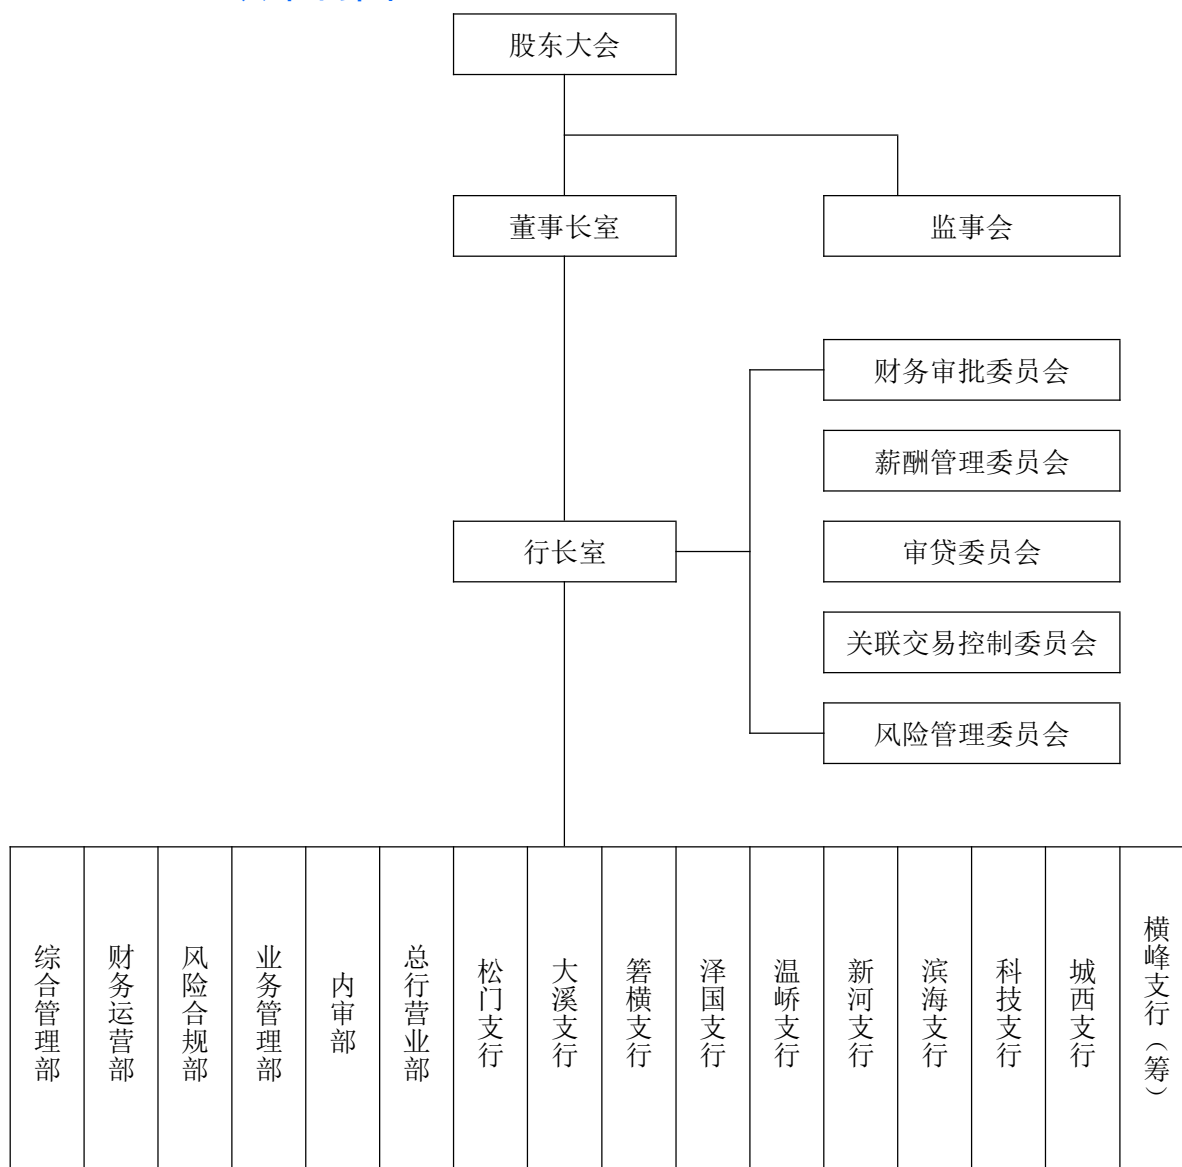 股东大会
董事长室
监事会
财务审批委员会
薪酬管理委员会
行长室
审贷委员会
关联交易控制委员会
风险管理委员会
综合管理部
财务运营部
风险合规部
业务管理部
内审部
总行营业部
松门支行
大溪支行
箬横支行
泽国支行
温峤支行
新河支行
滨海支行
科技支行
城西支行
横峰支行（筹）